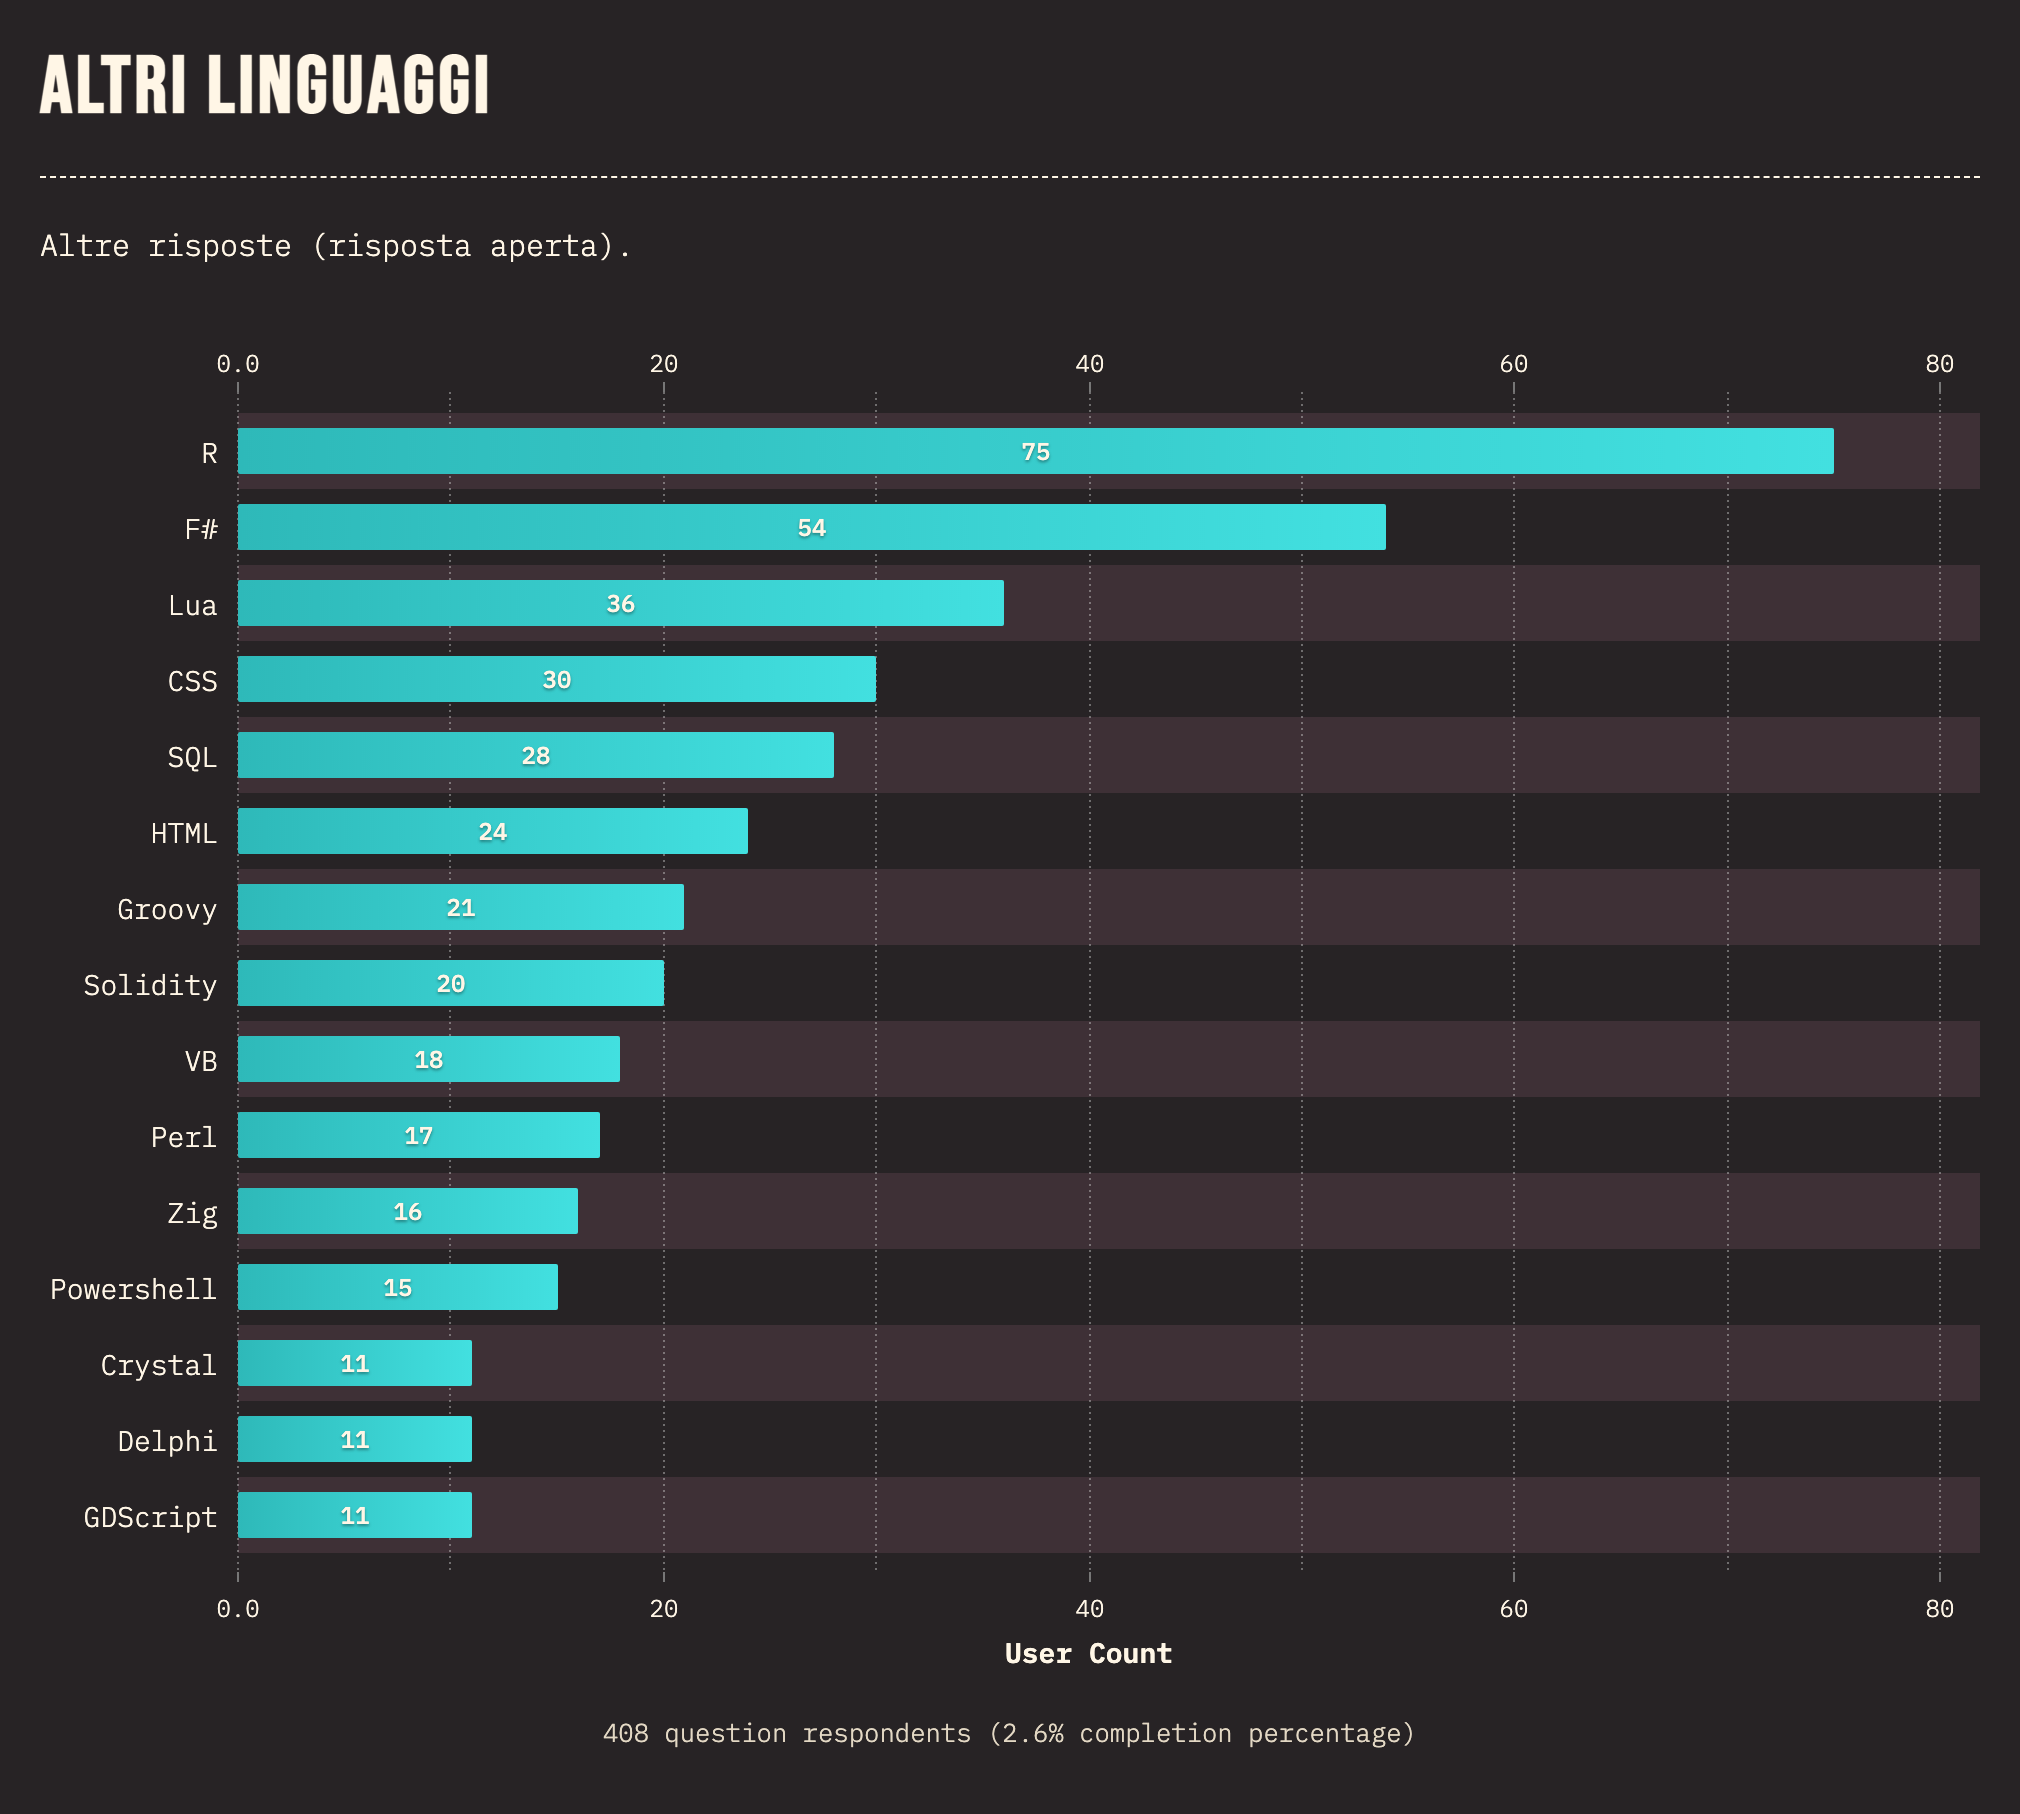 ALTRI LINGUAGGI
Altre risposte (risposta aperta).
0.0 20 40 60 80
R 75
F# 54
Lua 36
CSS 30
SQL 28
HTML 24
Groovy 21
Solidity 20
VB 18
Perl 17
Zig 16
Powershell 15
Crystal 11
Delphi 11
GDScript 11
0.0 20 40 60 80
User Count
408 question respondents (2.6% completion percentage)